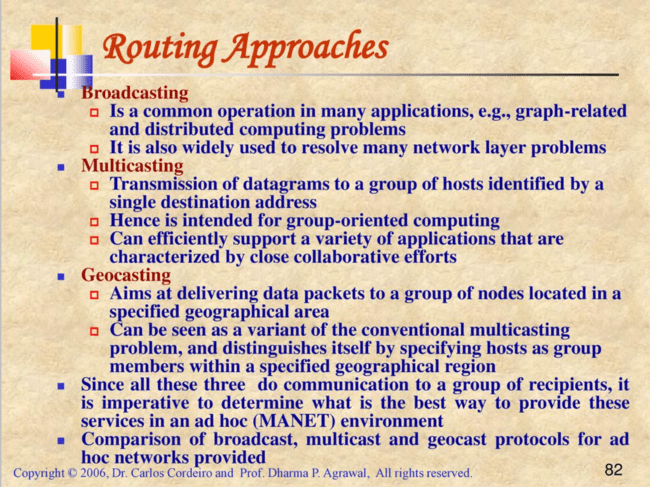 Routing Approaches
Broadcasting
Is a common operation in many applications, e.g., graph-related
and distributed computing problems
It is also widely used to resolve many network layer problems
Multicasting
Transmission of datagrams to a group of hosts identified by a
single destination address
Hence is intended for group-oriented computing
Can efficiently support a variety of applications that are
characterized by close collaborative efforts
Geocasting
Aims at delivering data packets to a group of nodes located in a
specified geographical area
Can be seen as a variant of the conventional multicasting
problem, and distinguishes itself by specifying hosts as group
members within a specified geographical region
Since all these three do communication to a group of recipients, it
is imperative to determine what is the best way to provide these
services in an ad hoc (MANET) environment
Comparison of broadcast, multicast and geocast protocols for ad
hoc networks provided
Copyright © 2006, Dr. Carlos Cordeiro and Prof. Dharma P. Agrawal, All rights reserved.
82